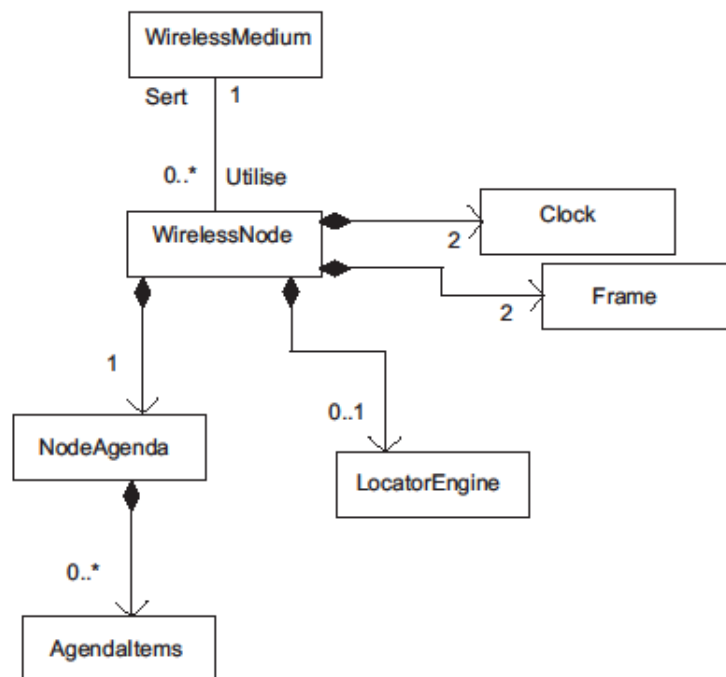 WirelessMedium
Sert 1
0..* Utilise
WirelessNode
Clock
2
Frame
2
1
0..1
NodeAgenda
LocatorEngine
0..*
AgendaItems